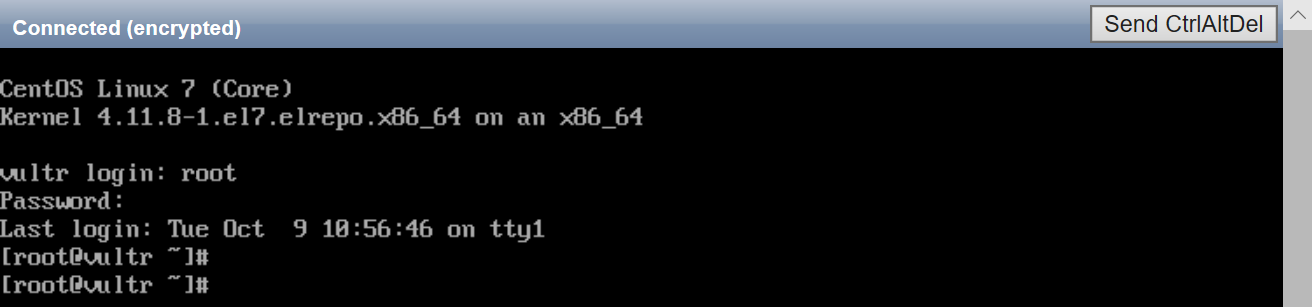 Connected (encrypted)
Send CtrlAltDel
CentOS Linux 7 (Core)
Kernel 4.11.8-1.el7.elrepo.x86_64 on an x86_64
vultr login: root
Password:
Last login: Tue Oct  9 10:56:46 on tty1
[root@vultr ~]#
[root@vultr ~]#